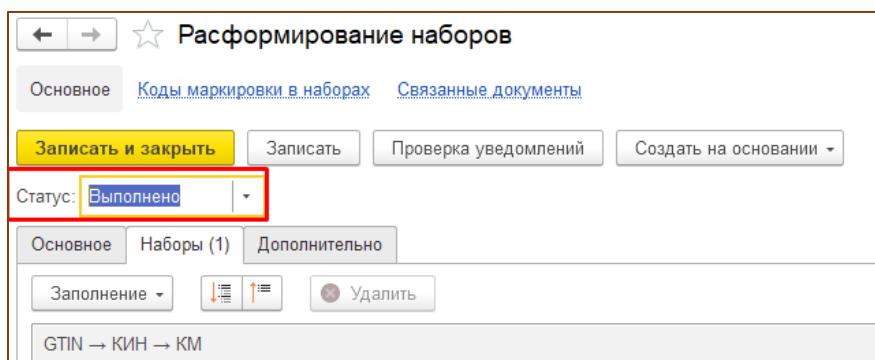 Расформирование наборов
Основное Коды маркировки в наборах Связанные документы
Записать и закрыть Записать Проверка уведомлений Создать на основании
Статус: Выполнено
Основное Наборы (1) Дополнительно
Заполнение Удалить
GTIN → КИН → КМ